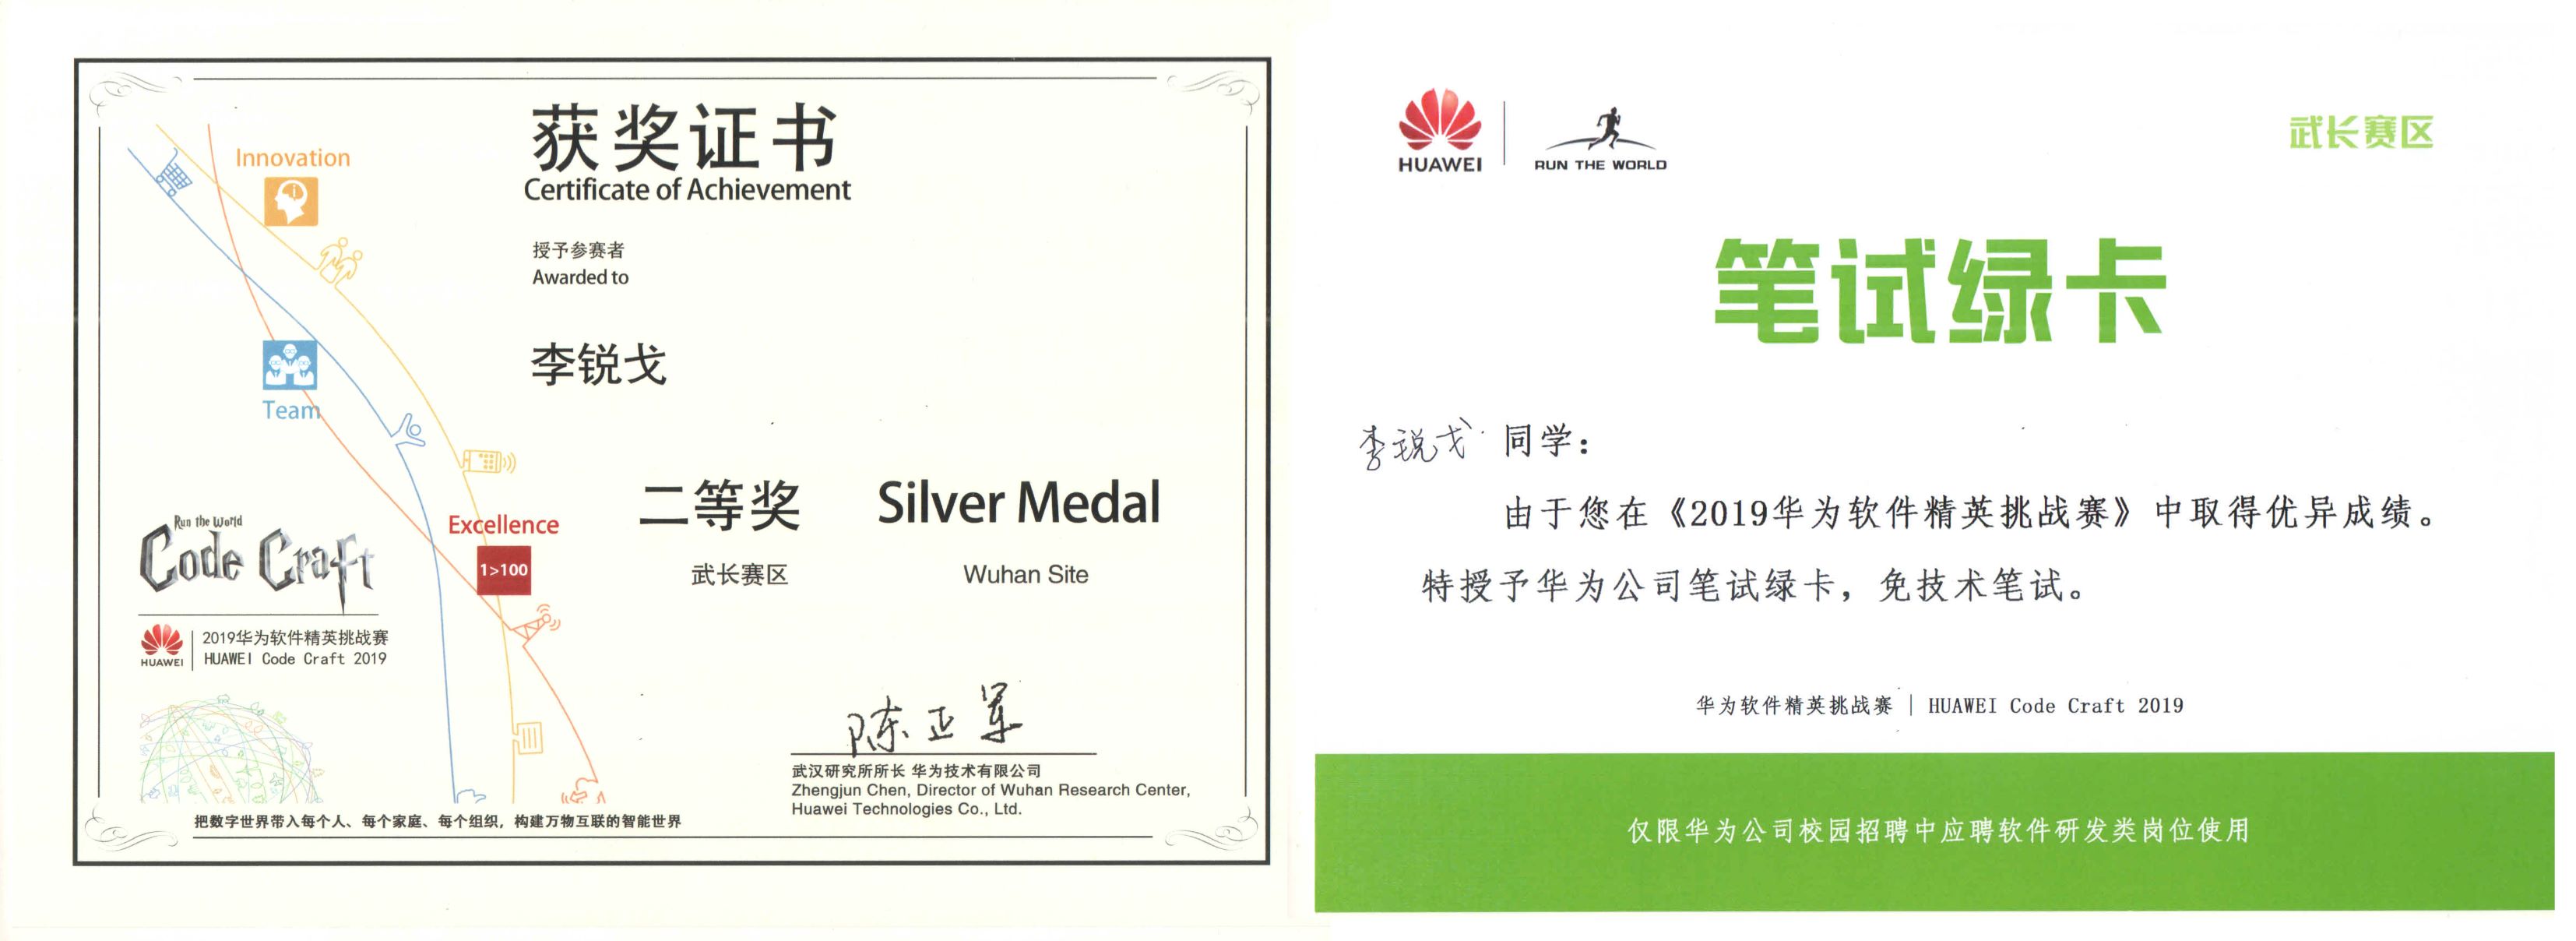 获奖证书
Certificate of Achievement
授予参赛者
Awarded to
李锐戈
二等奖 Silver Medal
武长赛区 Wuhan Site
Innovation
Team
Excellence
1>100
Run the World
Code Craft
HUAWEI
2019华为软件精英挑战赛
HUAWEI Code Craft 2019
陈正军
武汉研究所所长 华为技术有限公司
Zhengjun Chen, Director of Wuhan Research Center,
Huawei Technologies Co., Ltd.
把数字世界带入每个人、每个家庭、每个组织，构建万物互联的智能世界
HUAWEI
RUN THE WORLD
武长赛区
笔试绿卡
李锐戈 同学：
由于您在《2019华为软件精英挑战赛》中取得优异成绩。
特授予华为公司笔试绿卡，免技术笔试。
华为软件精英挑战赛 | HUAWEI Code Craft 2019
仅限华为公司校园招聘中应聘软件研发类岗位使用